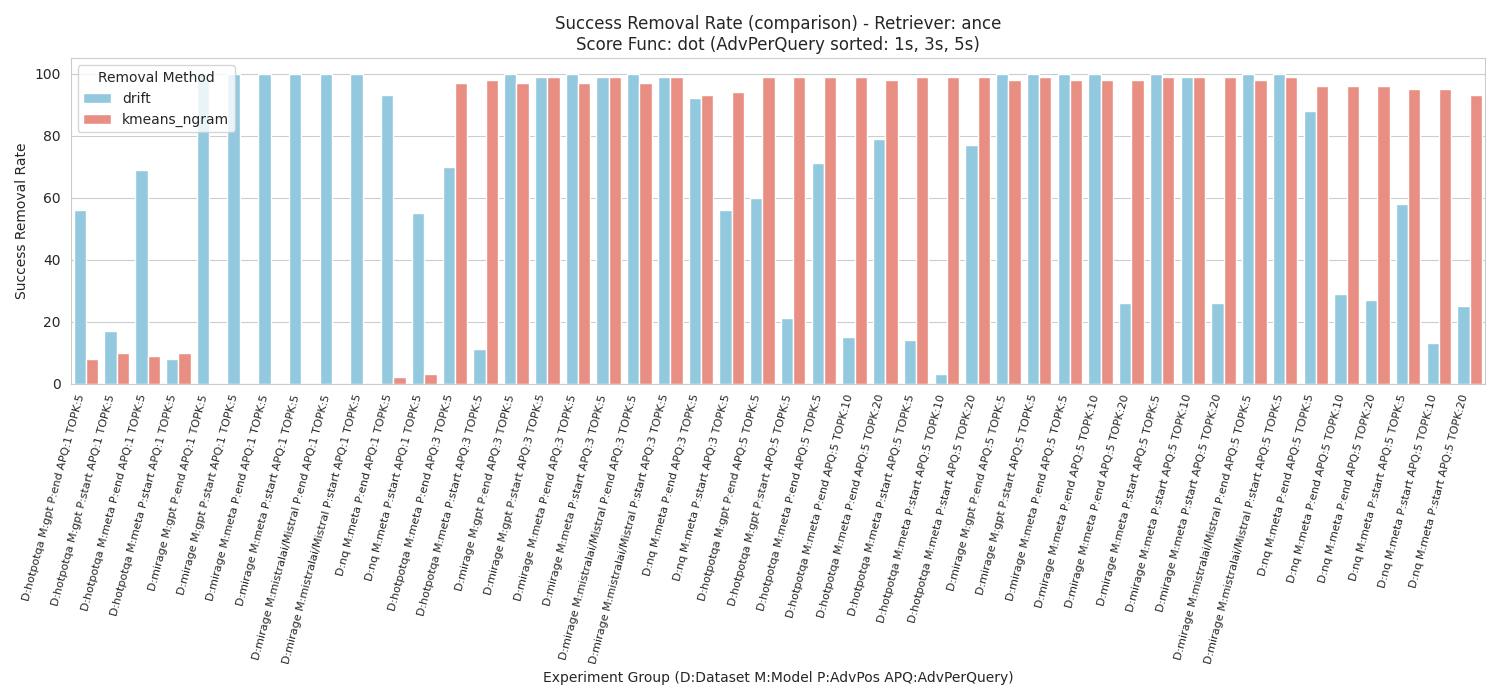 Success Removal Rate (comparison) - Retriever: ance
Score Func: dot (AdvPerQuery sorted: 1s, 3s, 5s)
Removal Method
drift
kmeans_ngram
Success Removal Rate
100
80
60
40
20
0
D:hotpotqa M:gpt P:end APQ:1 TOPK:5
D:hotpotqa M:gpt P:start APQ:1 TOPK:5
D:hotpotqa M:meta P:end APQ:1 TOPK:5
D:hotpotqa M:meta P:start APQ:1 TOPK:5
D:mirage M:gpt P:end APQ:1 TOPK:5
D:mirage M:gpt P:start APQ:1 TOPK:5
D:mirage M:meta P:end APQ:1 TOPK:5
D:mirage M:meta P:start APQ:1 TOPK:5
D:mirage M:mistralai/Mistral P:end APQ:1 TOPK:5
D:mirage M:mistralai/Mistral P:start APQ:1 TOPK:5
D:nq M:meta P:end APQ:1 TOPK:5
D:nq M:meta P:start APQ:1 TOPK:5
D:hotpotqa M:meta P:end APQ:3 TOPK:5
D:hotpotqa M:meta P:start APQ:3 TOPK:5
D:mirage M:gpt P:end APQ:3 TOPK:5
D:mirage M:gpt P:start APQ:3 TOPK:5
D:mirage M:meta P:end APQ:3 TOPK:5
D:mirage M:meta P:start APQ:3 TOPK:5
D:mirage M:mistralai/Mistral P:end APQ:3 TOPK:5
D:mirage M:mistralai/Mistral P:start APQ:3 TOPK:5
D:nq M:meta P:end APQ:3 TOPK:5
D:nq M:meta P:start APQ:3 TOPK:5
D:hotpotqa M:gpt P:end APQ:5 TOPK:5
D:hotpotqa M:gpt P:start APQ:5 TOPK:5
D:hotpotqa M:meta P:end APQ:5 TOPK:5
D:hotpotqa M:meta P:end APQ:5 TOPK:10
D:hotpotqa M:meta P:end APQ:5 TOPK:20
D:hotpotqa M:meta P:start APQ:5 TOPK:5
D:hotpotqa M:meta P:start APQ:5 TOPK:10
D:hotpotqa M:meta P:start APQ:5 TOPK:20
D:mirage M:gpt P:end APQ:5 TOPK:5
D:mirage M:gpt P:start APQ:5 TOPK:5
D:mirage M:meta P:end APQ:5 TOPK:5
D:mirage M:meta P:end APQ:5 TOPK:10
D:mirage M:meta P:end APQ:5 TOPK:20
D:mirage M:meta P:start APQ:5 TOPK:5
D:mirage M:meta P:start APQ:5 TOPK:10
D:mirage M:meta P:start APQ:5 TOPK:20
D:mirage M:mistralai/Mistral P:end APQ:5 TOPK:5
D:mirage M:mistralai/Mistral P:start APQ:5 TOPK:5
D:nq M:meta P:end APQ:5 TOPK:5
D:nq M:meta P:end APQ:5 TOPK:10
D:nq M:meta P:end APQ:5 TOPK:20
D:nq M:meta P:start APQ:5 TOPK:5
D:nq M:meta P:start APQ:5 TOPK:10
D:nq M:meta P:start APQ:5 TOPK:20
Experiment Group (D:Dataset M:Model P:AdvPos APQ:AdvPerQuery)